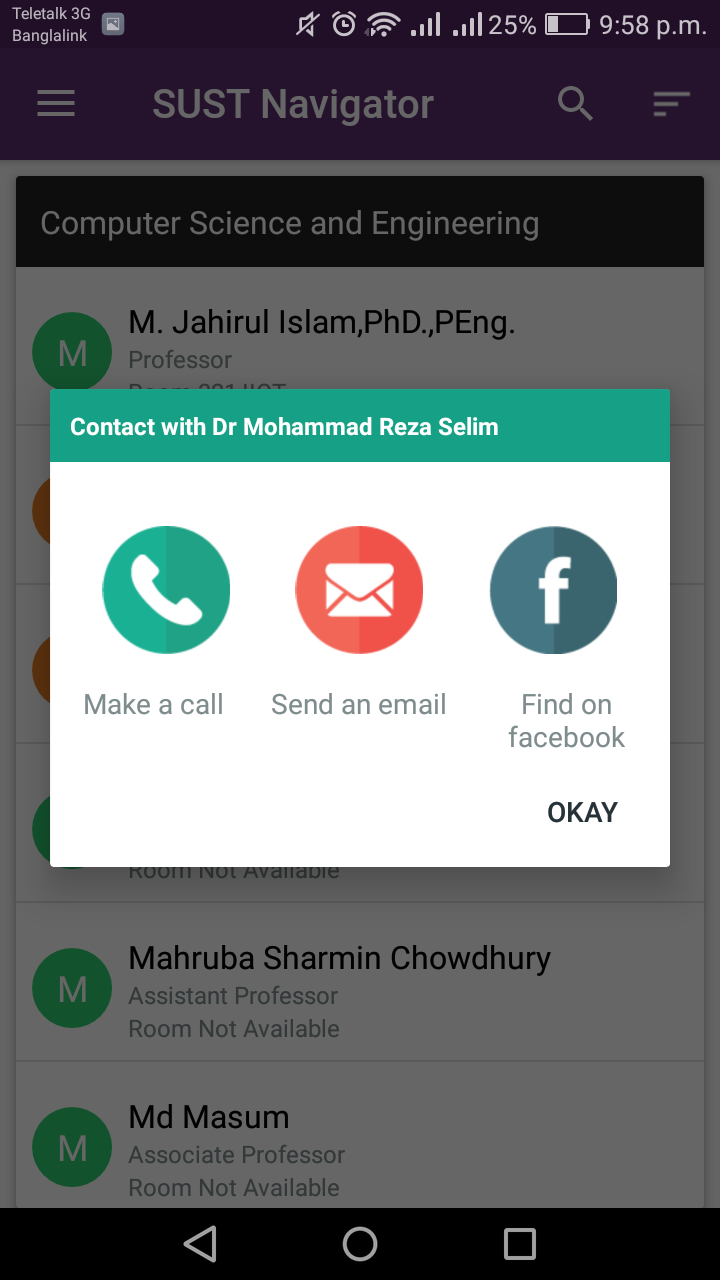 Teletalk 3G
Banglalink
25%
9:58 p.m.
SUST Navigator
Computer Science and Engineering
M
M. Jahirul Islam,PhD.,PEng.
Professor
Contact with Dr Mohammad Reza Selim
Make a call
Send an email
Find on
facebook
OKAY
Room Not Available
M
Mahruba Sharmin Chowdhury
Assistant Professor
Room Not Available
M
Md Masum
Associate Professor
Room Not Available